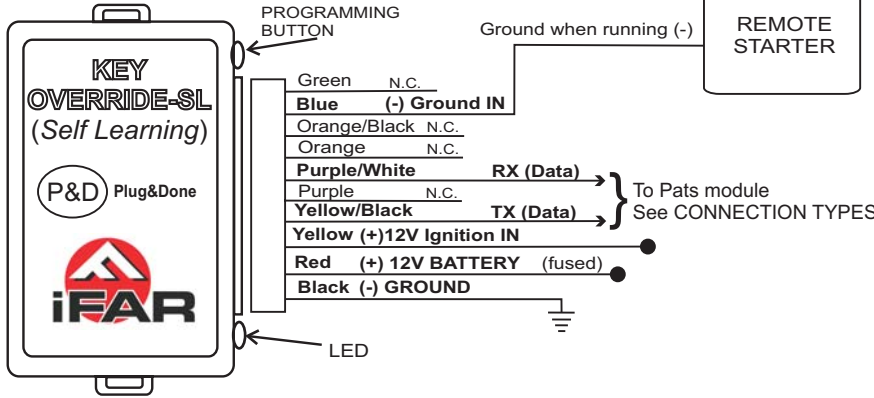 PROGRAMMING
BUTTON
Ground when running (-)
REMOTE
STARTER
KEY
OVERRIDE-SL
(Self Learning)
P&D Plug&Done
iFAR
Green N.C.
Blue (-) Ground IN
Orange/Black N.C.
Orange N.C.
Purple/White RX (Data)
Purple N.C.
Yellow/Black TX (Data)
To Pats module
See CONNECTION TYPES
Yellow (+)12V Ignition IN
Red (+) 12V BATTERY (fused)
Black (-) GROUND
LED